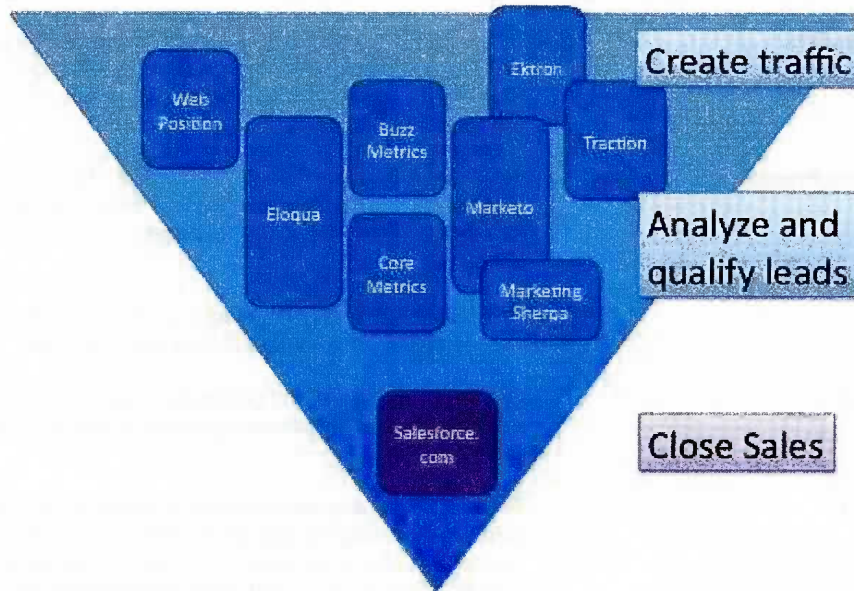 Ektron
Create traffic
Web
Position
Buzz
Metrics
Traction
Eloqua
Marketo
Analyze and
qualify leads
Core
Metrics
Marketing
Sherpa
Salesforce.
com
Close Sales